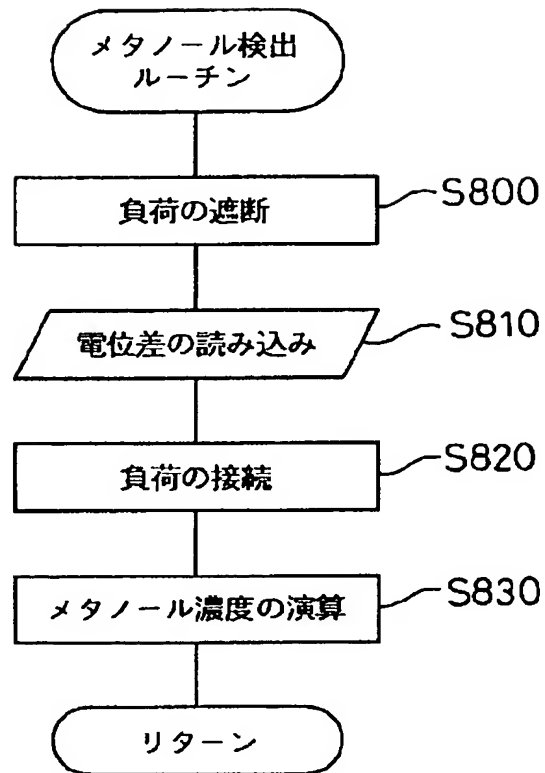 メタノール検出
ルーチン
負荷の遮断
S800
電位差の読み込み
S810
負荷の接続
S820
メタノール濃度の演算
S830
リターン